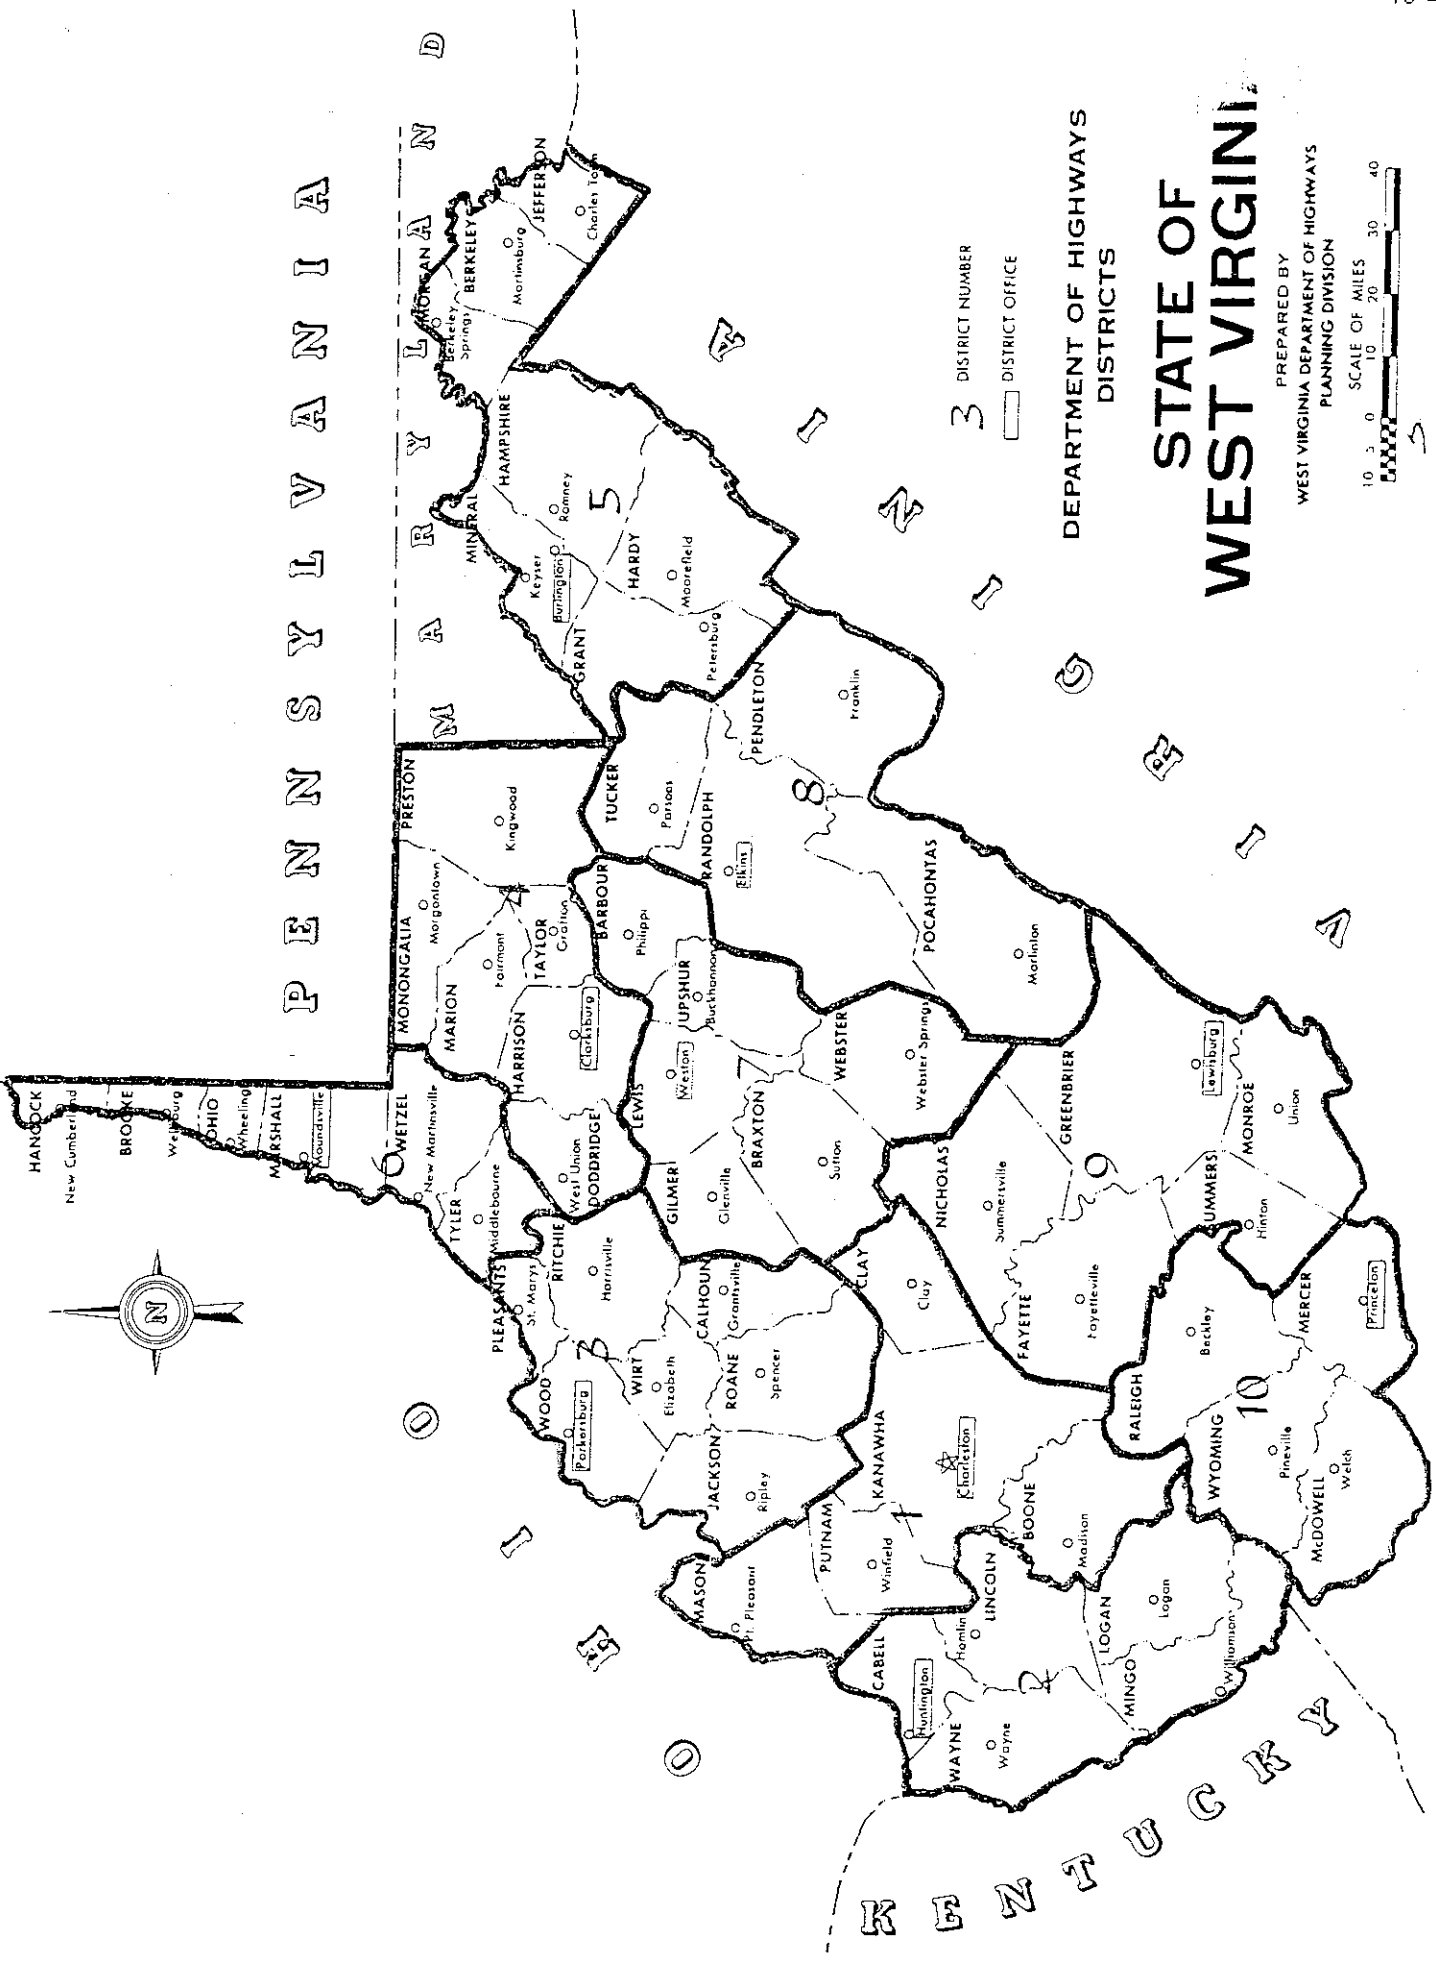 PENNSYLVANIA
MARYLAND
OHIO
KENTUCKY
VIRGINIA
N
HANCOCK
New Cumberland
BROOKE
OHIO
Wheeling
MARSHALL
Moundsville
6
WETZEL
New Martinsville
TYLER
Middlebourne
PLEASANTS
St. Marys
RITCHIE
Harrisville
WOOD
Parkersburg
3
WIRT
Elizabeth
CALHOUN
Grantsville
ROANE
Spencer
JACKSON
Ripley
MASON
Pt. Pleasant
PUTNAM
Winfield
1
KANAWHA
Charleston
CLAY
Clay
BOONE
Madison
CABELL
Huntington
WAYNE
Wayne
LINCOLN
Hamlin
2
LOGAN
Logan
MINGO
Williamson
MONONGALIA
Morgantown
PRESTON
Kingwood
MARION
Fairmont
4
TAYLOR
Grafton
HARRISON
Clarksburg
DODDRIDGE
West Union
BARBOUR
Philippi
LEWIS
Weston
UPSHUR
Buckhannon
GILMER
Glenville
7
BRAXTON
Sutton
WEBSTER
Webster Springs
TUCKER
Parsons
RANDOLPH
Elkins
PENDLETON
Franklin
8
POCAHONTAS
Marlinton
MORGAN
Berkeley
Springs
BERKELEY
Martinsburg
JEFFERSON
Charles Town
HAMPSHIRE
Romney
MINERAL
Keyser
Burlington
5
HARDY
Moorefield
GRANT
Petersburg
NICHOLAS
Summersville
GREENBRIER
Lewisburg
9
FAYETTE
Fayetteville
SUMMERS
Hinton
MONROE
Union
RALEIGH
Beckley
MERCER
Princeton
10
WYOMING
Pineville
McDOWELL
Welch
3 DISTRICT NUMBER
DISTRICT OFFICE
DEPARTMENT OF HIGHWAYS
DISTRICTS
STATE OF
WEST VIRGINIA
PREPARED BY
WEST VIRGINIA DEPARTMENT OF HIGHWAYS
PLANNING DIVISION
SCALE OF MILES
10 5 0 10 20 30 40